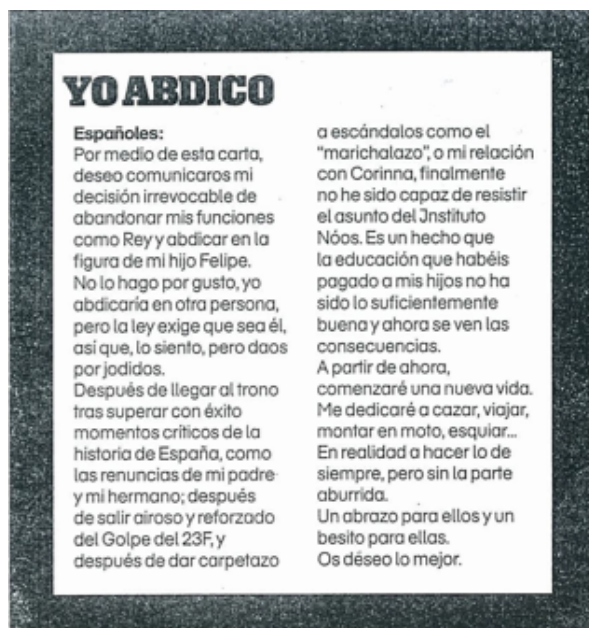 YO ABDICO
Españoles:
Por medio de esta carta,
deseo comunicaros mi
decisión irrevocable de
abandonar mis funciones
como Rey y abdicar en la
figura de mi hijo Felipe.
No lo hago por gusto, yo
abdicaría en otra persona,
pero la ley exige que sea él,
así que, lo siento, pero daos
por jodidos.
Después de llegar al trono
tras superar con éxito
momentos críticos de la
historia de España, como
las renuncias de mi padre
y mi hermano; después
de salir airoso y reforzado
del Golpe del 23F, y
después de dar carpetazo
a escándalos como el
“marichalazo”, o mi relación
con Corinna, finalmente
no he sido capaz de resistir
el asunto del Jnstituto
Nóos. Es un hecho que
la educación que habéis
pagado a mis hijos no ha
sido lo suficientemente
buena y ahora se ven las
consecuencias.
A partir de ahora,
comenzaré una nueva vida.
Me dedicaré a cazar, viajar,
montar en moto, esquiar...
En realidad a hacer lo de
siempre, pero sin la parte
aburrida.
Un abrazo para ellos y un
besito para ellas.
Os déseo lo mejor.